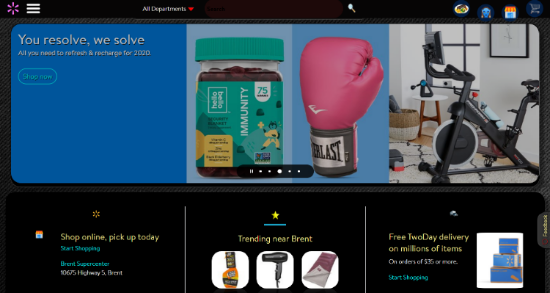 All Departments
Search
You resolve, we solve
All you need to refresh & recharge for 2020.
Shop now
hello bello
IMMUNITY
75
EVERLAST
Feedback
Shop online, pick up today
Start Shopping
Brent Supercenter
10675 Highway 5, Brent
Trending near Brent
Free TwoDay delivery
on millions of items
On orders of $35 or more.
Start Shopping